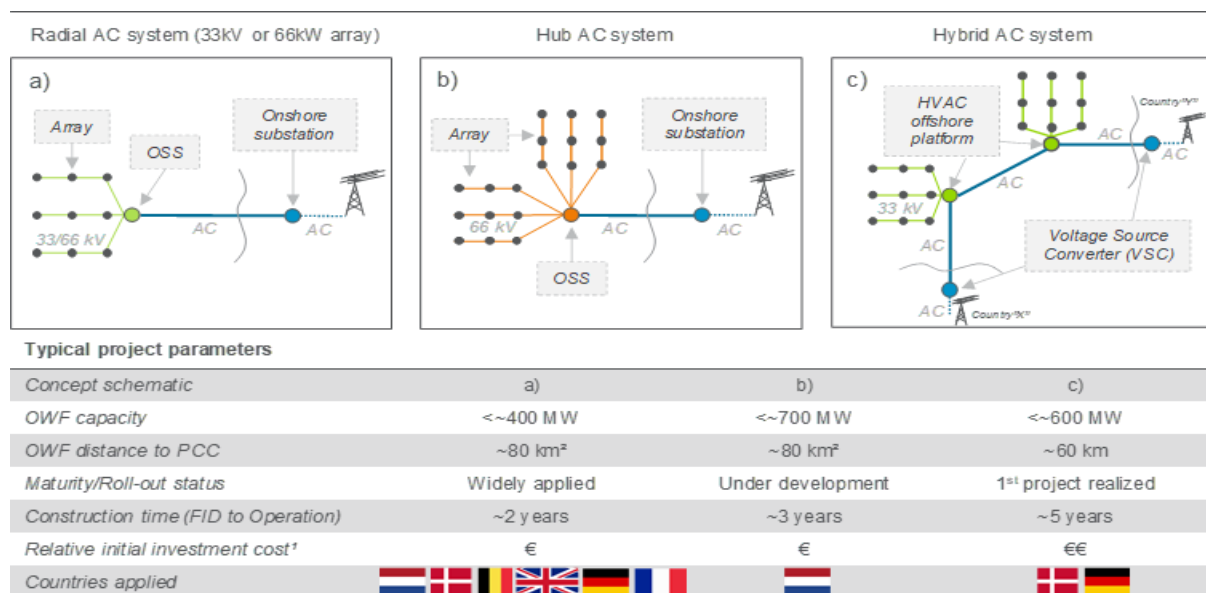 Radial AC system (33kV or 66kW array)
Hub AC system
Hybrid AC system
a)
Array
OSS
Onshore
substation
33/66 kV
AC
AC
b)
Array
Onshore
substation
66 kV
AC
AC
OSS
c)
HVAC
offshore
platform
Country"Y"
AC
AC
AC
33 kV
AC
Voltage Source
Converter (VSC)
AC
Country"X"
Typical project parameters
Concept schematic a) b) c)
OWF capacity <~400 MW <~700 MW <~600 MW
OWF distance to PCC ~80 km² ~80 km² ~60 km
Maturity/Roll-out status Widely applied Under development 1st project realized
Construction time (FID to Operation) ~2 years ~3 years ~5 years
Relative initial investment cost¹ € € €€
Countries applied